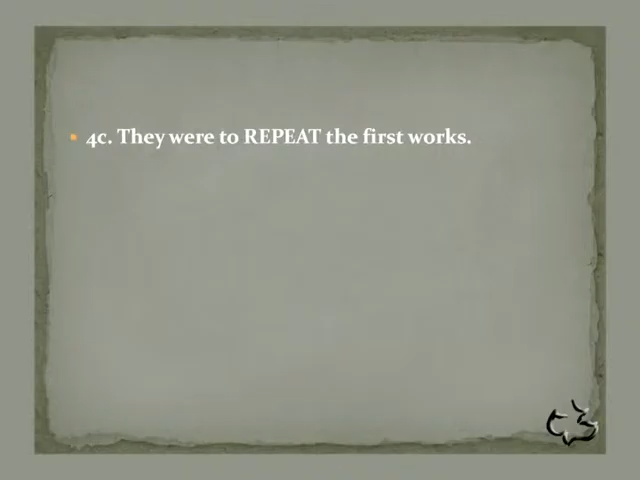 • 4c. They were to REPEAT the first works.